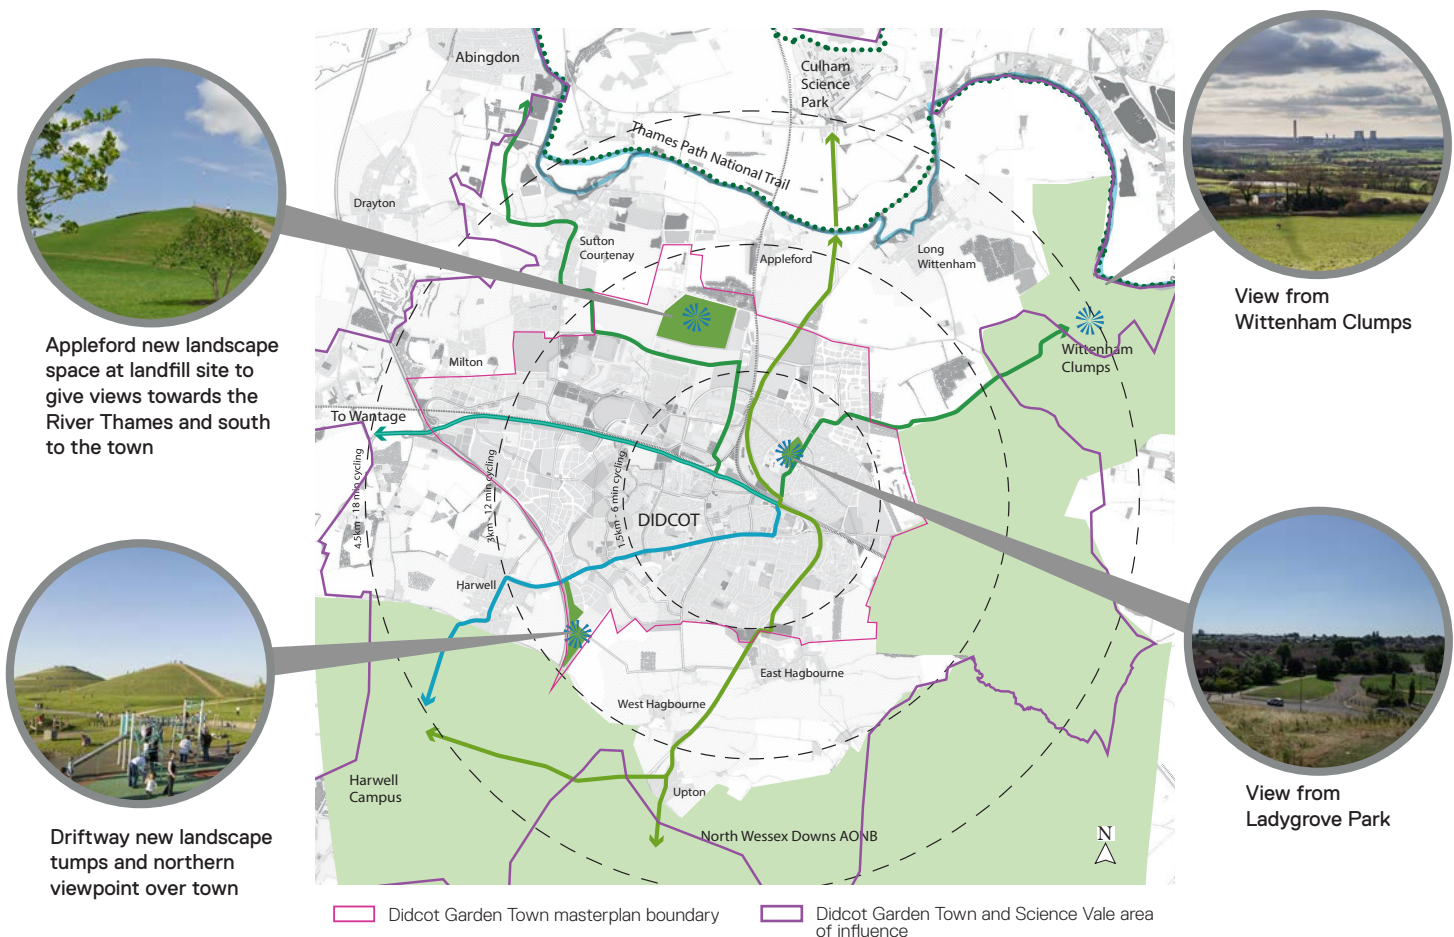 Abingdon
Culham
Science
Park
Thames Path National Trail
Drayton
Sutton
Courtenay
Appleford
Long
Wittenham
View from
Wittenham Clumps
Appleford new landscape
space at landfill site to
give views towards the
River Thames and south
to the town
Milton
Wittenham
Clumps
To Wantage
4.5km - 18 min cycling
3km - 12 min cycling
1.5km - 6 min cycling
DIDCOT
Harwell
East Hagbourne
West Hagbourne
Harwell
Campus
Upton
North Wessex Downs AONB
N
View from
Ladygrove Park
Driftway new landscape
tumps and northern
viewpoint over town
Didcot Garden Town masterplan boundary
Didcot Garden Town and Science Vale area
of influence